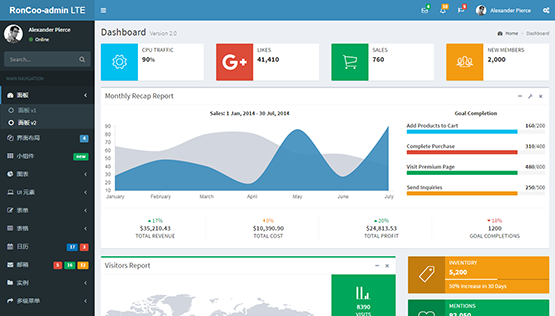 RonCoo-admin LTE
Alexander Pierce
Online
Search...
MAIN NAVIGATION
面板
面板 v1
面板 v2
界面布局 4
小组件 new
图表
UI 元素
表单
表格
日历 17 3
邮箱 5 16 12
实例
多级菜单
Alexander Pierce
Dashboard Version 2.0
Home > Dashboard
CPU TRAFFIC
90%
LIKES
41,410
SALES
760
NEW MEMBERS
2,000
Monthly Recap Report
Sales: 1 Jan, 2014 - 30 Jul, 2014
90
80
70
60
50
40
30
20
10
January February March April May June July
Goal Completion
Add Products to Cart 160/200
Complete Purchase 310/400
Visit Premium Page 480/800
Send Inquiries 250/500
17%
$35,210.43
TOTAL REVENUE
0%
$10,390.90
TOTAL COST
20%
$24,813.53
TOTAL PROFIT
18%
1200
GOAL COMPLETIONS
Visitors Report
8390
VISITS
INVENTORY
5,200
50% Increase in 30 Days
MENTIONS
92,050